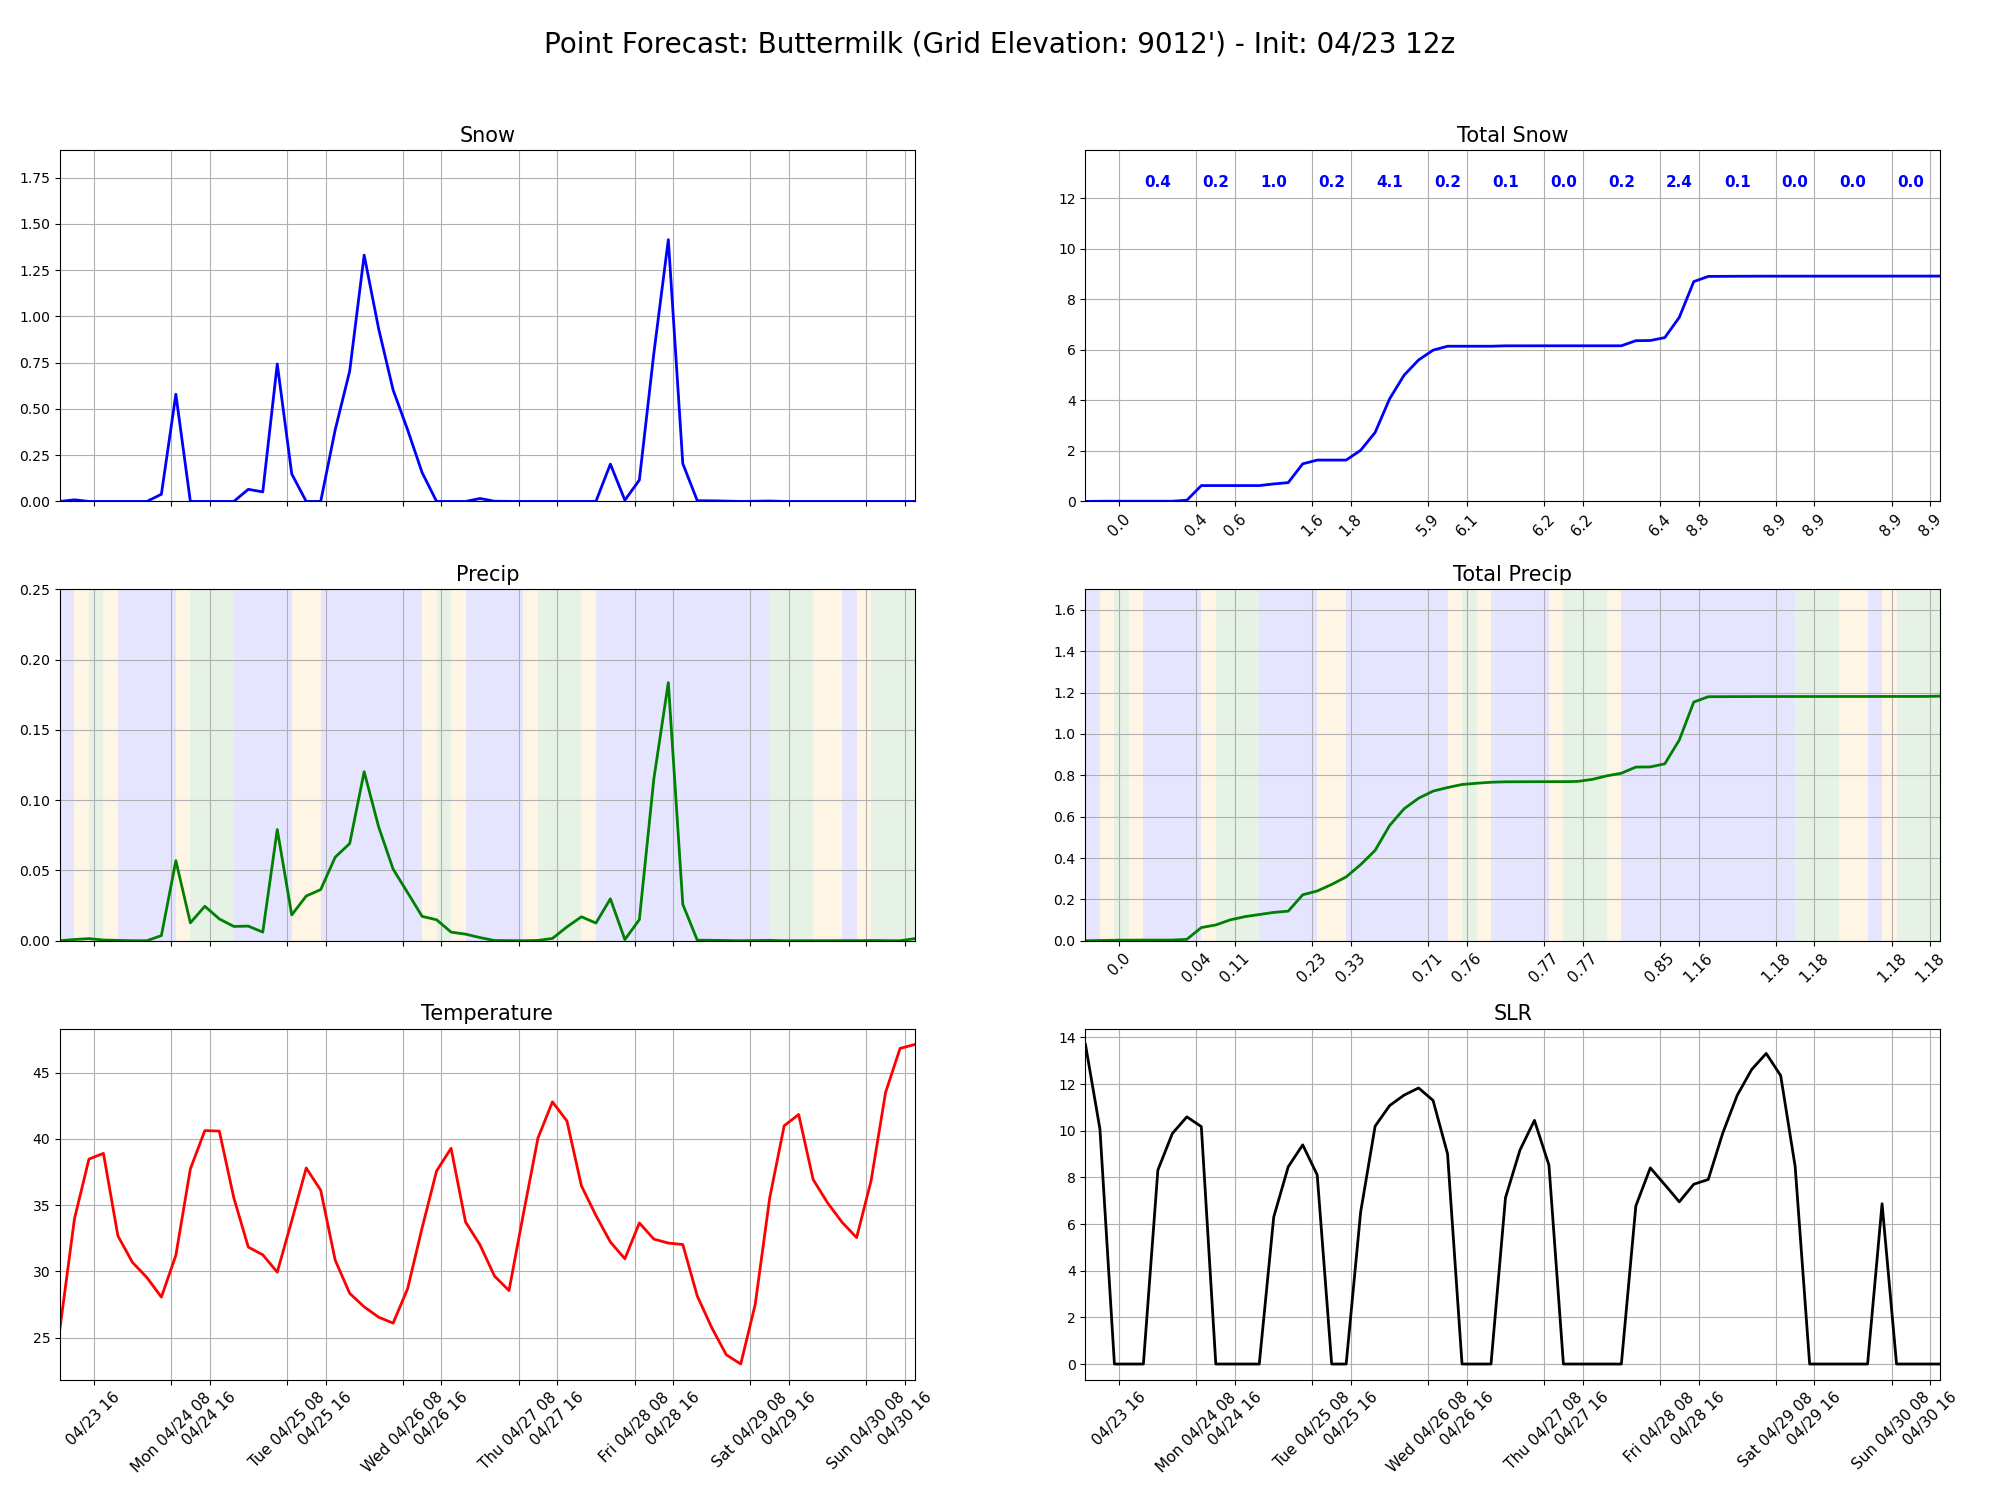 Point Forecast: Buttermilk (Grid Elevation: 9012') - Init: 04/23 12z
Snow
1.75
1.50
1.25
1.00
0.75
0.50
0.25
0.00
Total Snow
0.4 0.2 1.0 0.2 4.1 0.2 0.1 0.0 0.2 2.4 0.1 0.0 0.0 0.0
12
10
8
6
4
2
0
0.0 0.4 0.6 1.6 1.8 5.9 6.1 6.2 6.2 6.4 8.8 8.9 8.9 8.9 8.9
Precip
0.25
0.20
0.15
0.10
0.05
0.00
Total Precip
1.6
1.4
1.2
1.0
0.8
0.6
0.4
0.2
0.0
0.0 0.04 0.11 0.23 0.33 0.71 0.76 0.77 0.77 0.85 1.16 1.18 1.18 1.18 1.18
Temperature
45
40
35
30
25
04/23 16
Mon 04/24 08
04/24 16
Tue 04/25 08
04/25 16
Wed 04/26 08
04/26 16
Thu 04/27 08
04/27 16
Fri 04/28 08
04/28 16
Sat 04/29 08
04/29 16
Sun 04/30 08
04/30 16
SLR
14
12
10
8
6
4
2
0
04/23 16
Mon 04/24 08
04/24 16
Tue 04/25 08
04/25 16
Wed 04/26 08
04/26 16
Thu 04/27 08
04/27 16
Fri 04/28 08
04/28 16
Sat 04/29 08
04/29 16
Sun 04/30 08
04/30 16